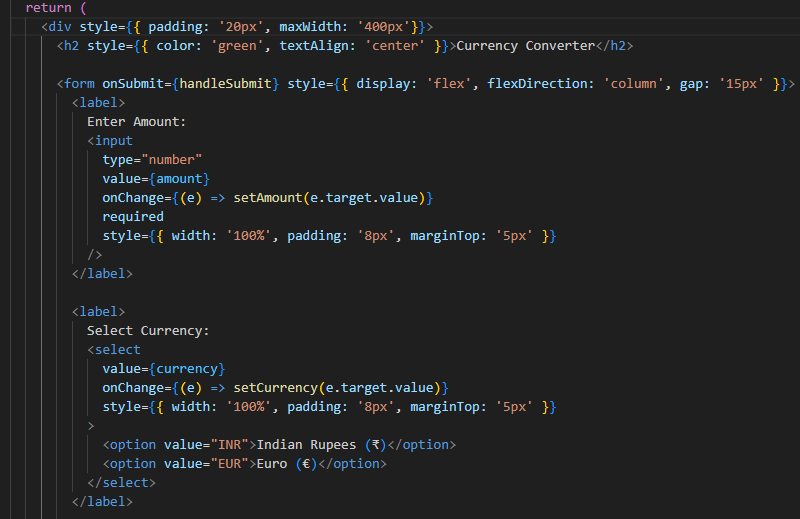 return (
<div style={{ padding: '20px', maxWidth: '400px'}}>
<h2 style={{ color: 'green', textAlign: 'center' }}>Currency Converter</h2>
<form onSubmit={handleSubmit} style={{ display: 'flex', flexDirection: 'column', gap: '15px' }}>
<label>
Enter Amount:
<input
type="number"
value={amount}
onChange={(e) => setAmount(e.target.value)}
required
style={{ width: '100%', padding: '8px', marginTop: '5px' }}
/>
</label>
<label>
Select Currency:
<select
value={currency}
onChange={(e) => setCurrency(e.target.value)}
style={{ width: '100%', padding: '8px', marginTop: '5px' }}
>
<option value="INR">Indian Rupees (₹)</option>
<option value="EUR">Euro (€)</option>
</select>
</label>